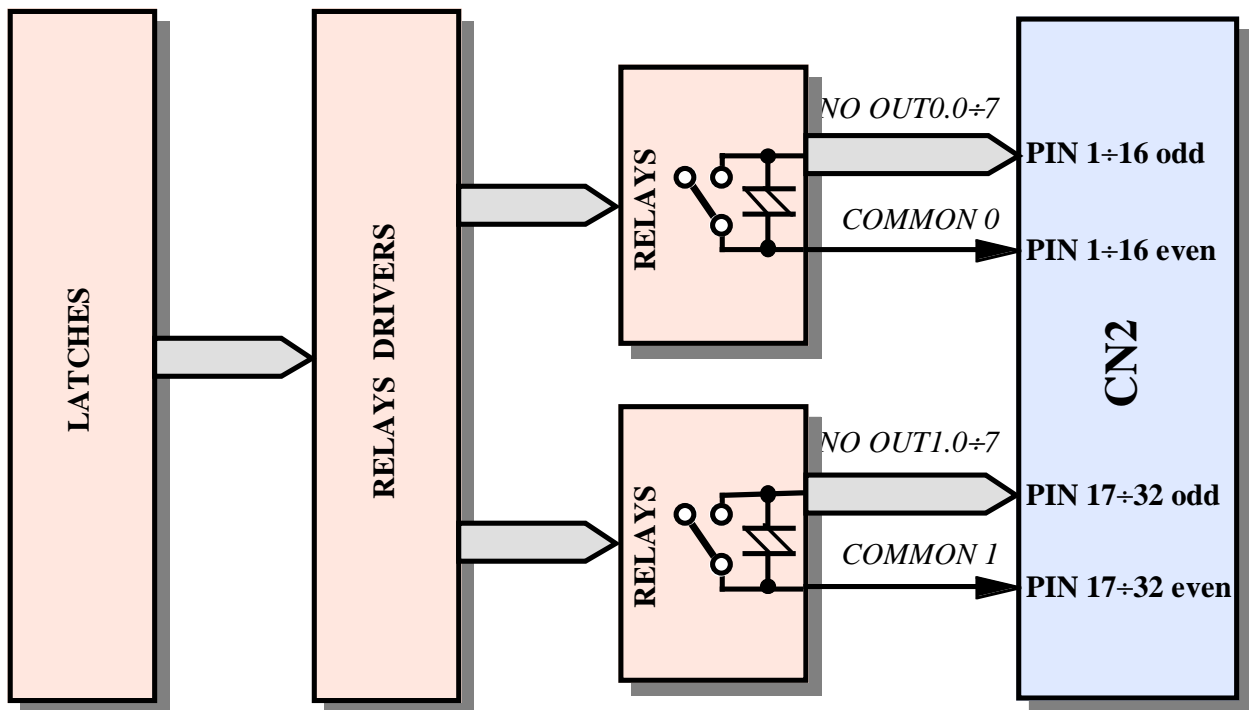 LATCHES
RELAYS DRIVERS
RELAYS
NO OUT0.0÷7
COMMON 0
PIN 1÷16 odd
PIN 1÷16 even
RELAYS
NO OUT1.0÷7
COMMON 1
PIN 17÷32 odd
PIN 17÷32 even
CN2